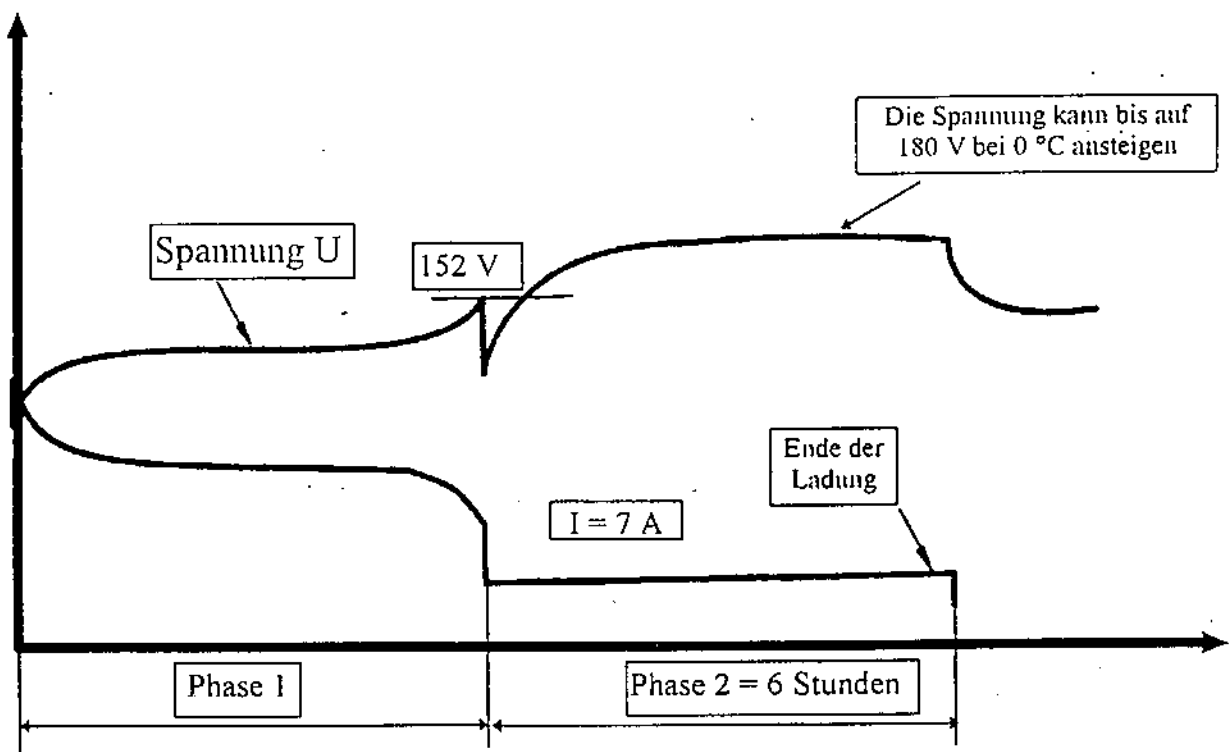 Die Spannung kann bis auf
180 V bei 0 °C ansteigen
Spannung U
152 V
Ende der
Ladung
I = 7 A
Phase 1
Phase 2 = 6 Stunden